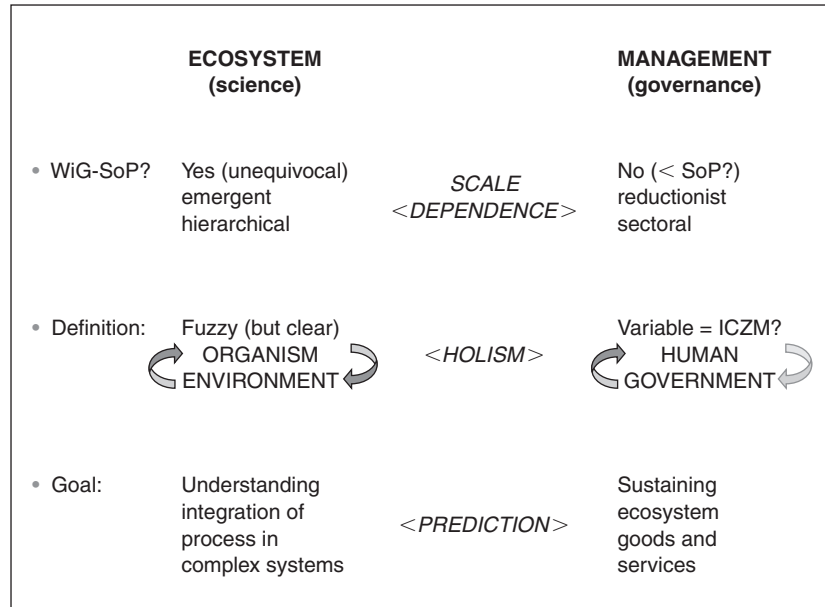 ECOSYSTEM
(science)
MANAGEMENT
(governance)
• WiG-SoP?
Yes (unequivocal)
emergent
hierarchical
SCALE
<DEPENDENCE>
No (< SoP?)
reductionist
sectoral
• Definition:
Fuzzy (but clear)
ORGANISM
ENVIRONMENT
<HOLISM>
Variable = ICZM?
HUMAN
GOVERNMENT
• Goal:
Understanding
integration of
process in
complex systems
<PREDICTION>
Sustaining
ecosystem
goods and
services